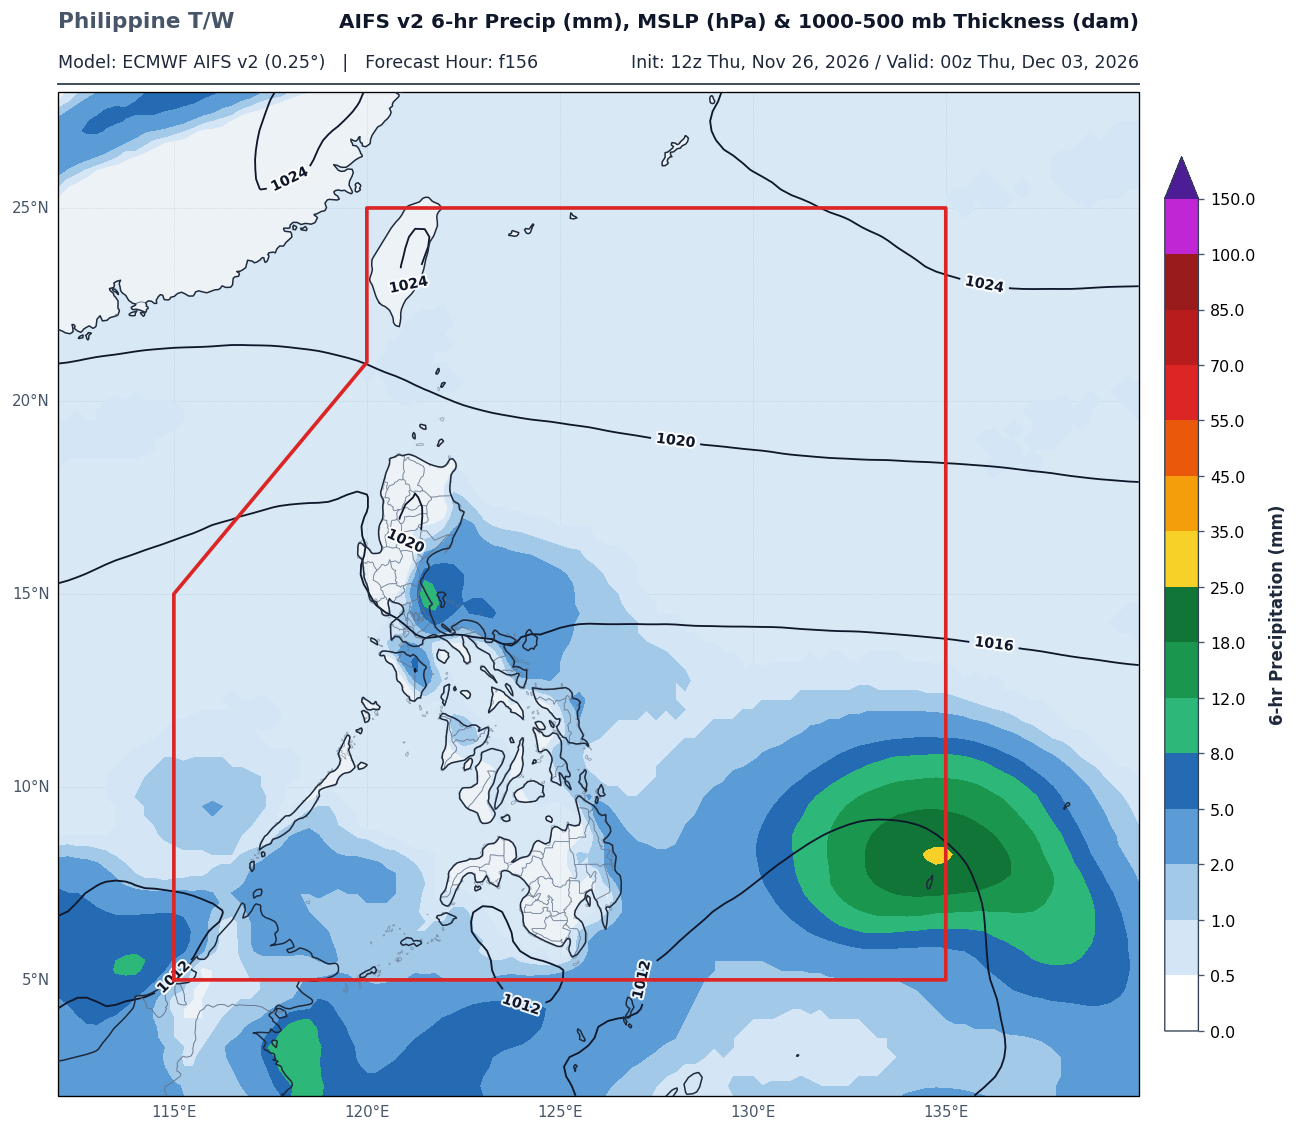 Philippine T/W
AIFS v2 6-hr Precip (mm), MSLP (hPa) & 1000-500 mb Thickness (dam)
Model: ECMWF AIFS v2 (0.25°) | Forecast Hour: f156
Init: 12z Thu, Nov 26, 2026 / Valid: 00z Thu, Dec 03, 2026
1024
1024
1024
1020
1020
1016
1012
1012
1012
25°N
20°N
15°N
10°N
5°N
115°E
120°E
125°E
130°E
135°E
150.0
100.0
85.0
70.0
55.0
45.0
35.0
25.0
18.0
12.0
8.0
5.0
2.0
1.0
0.5
0.0
6-hr Precipitation (mm)